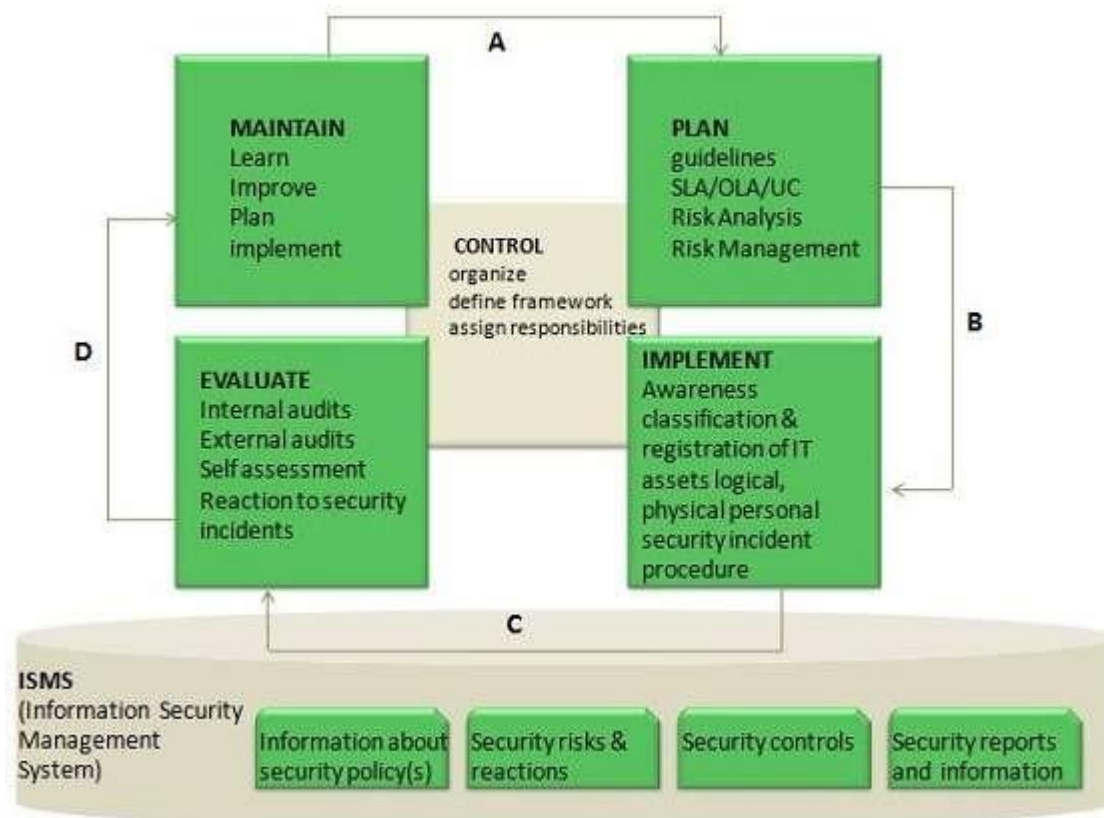 A
MAINTAIN
Learn
Improve
Plan
implement
PLAN
guidelines
SLA/OLA/UC
Risk Analysis
Risk Management
CONTROL
organize
define framework
assign responsibilities
B
D
EVALUATE
Internal audits
External audits
Self assessment
Reaction to security
incidents
IMPLEMENT
Awareness
classification &
registration of IT
assets logical,
physical personal
security incident
procedure
C
ISMS
(Information Security
Management
System)
Information about
security policy(s)
Security risks &
reactions
Security controls
Security reports
and information